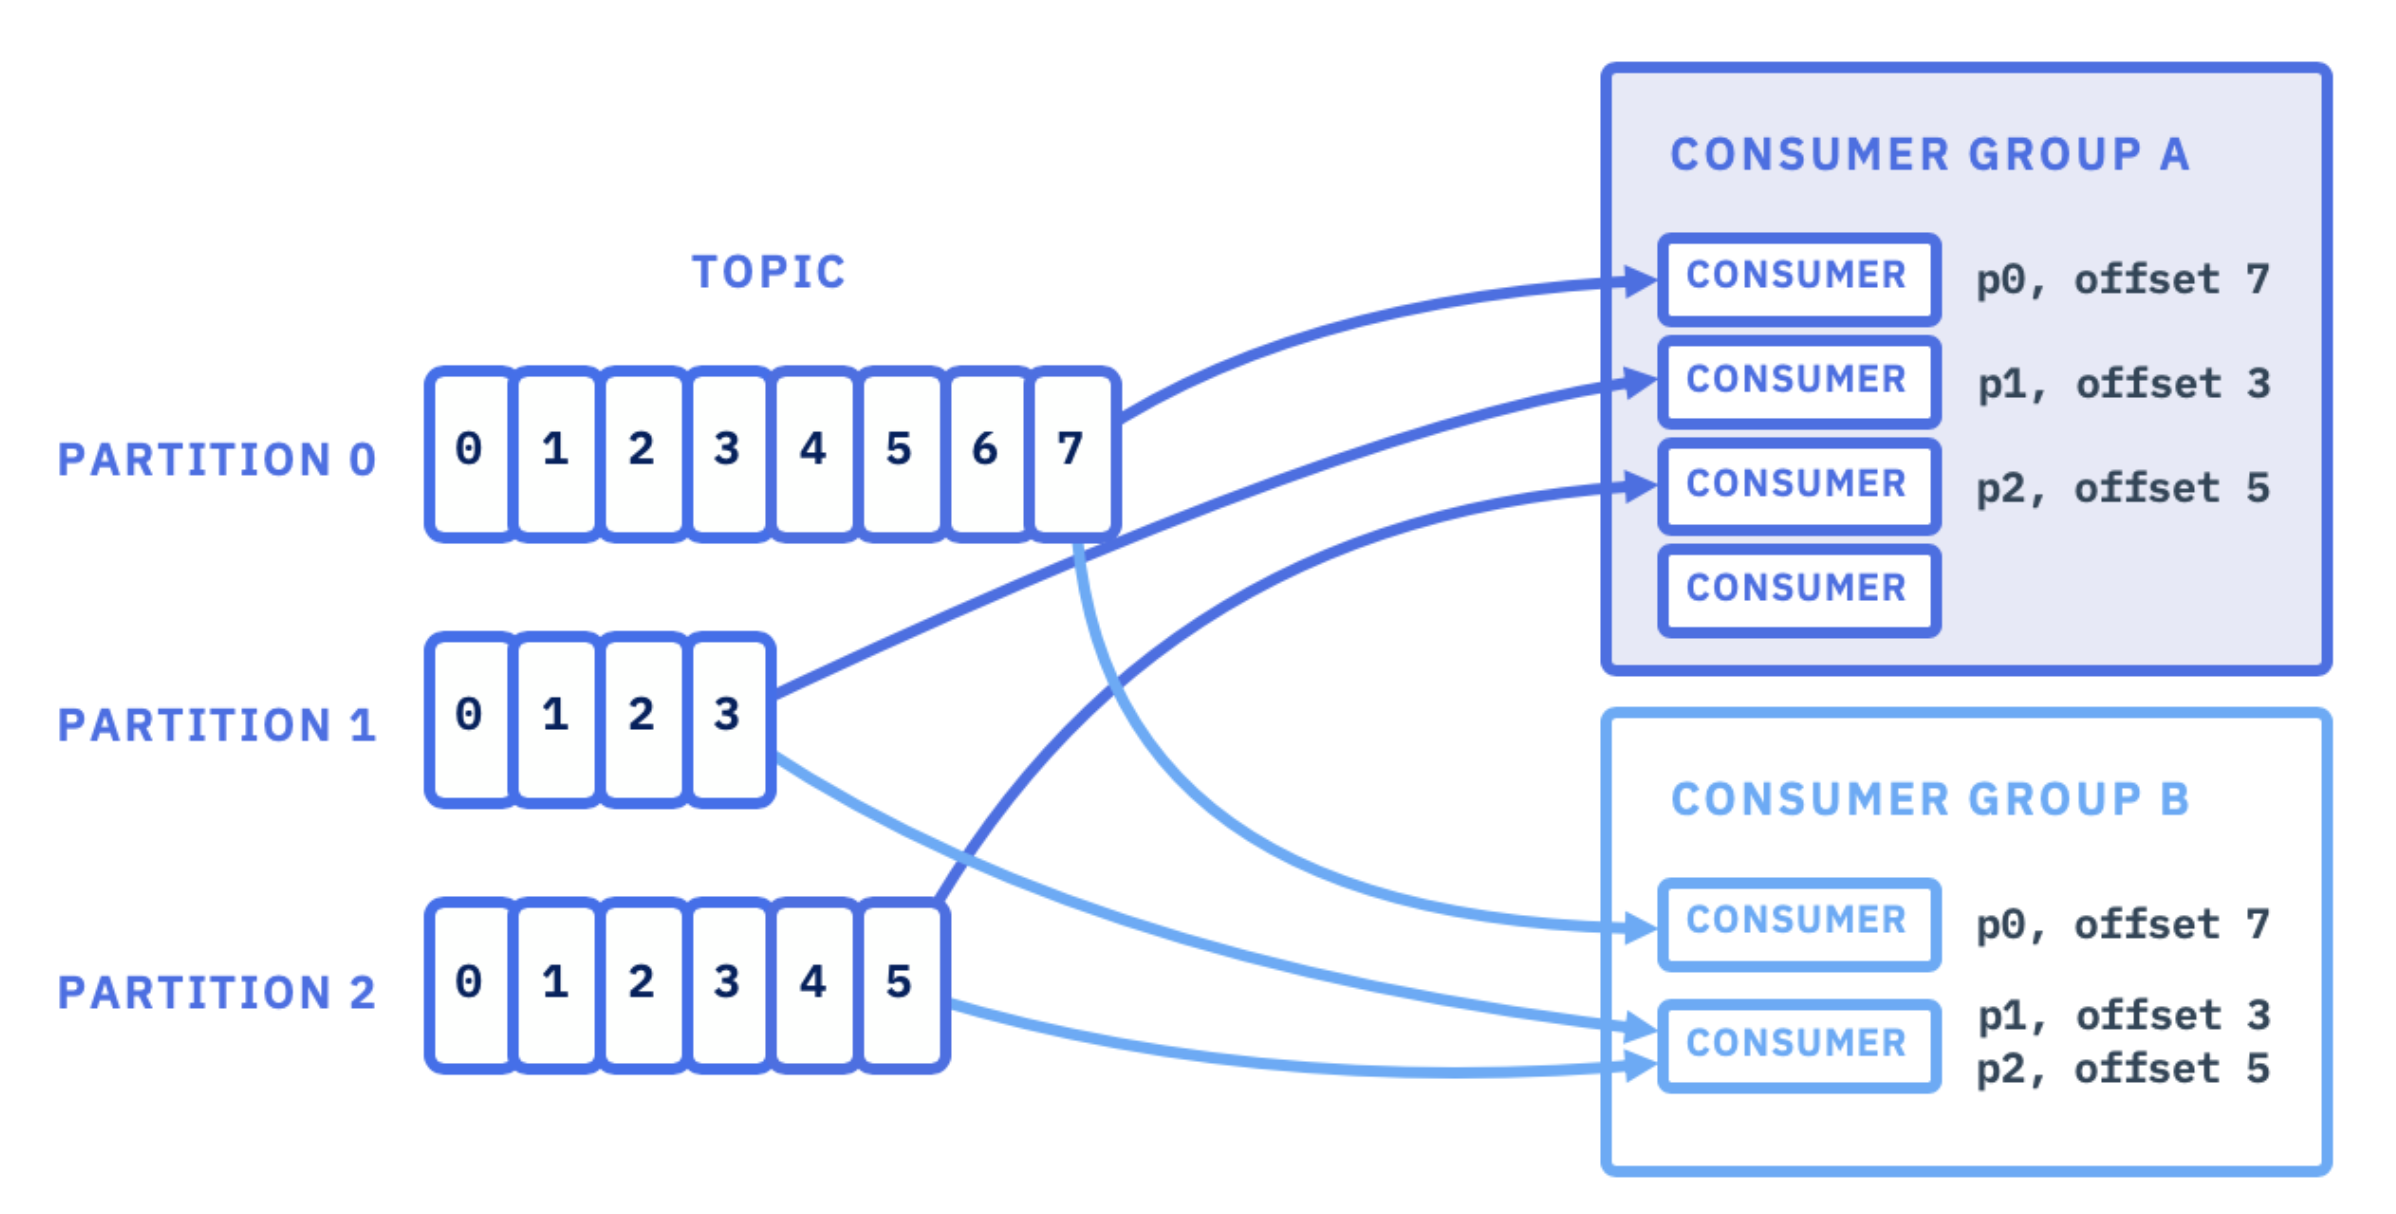 TOPIC
PARTITION 0
0 1 2 3 4 5 6 7
PARTITION 1
0 1 2 3
PARTITION 2
0 1 2 3 4 5
CONSUMER GROUP A
CONSUMER p0, offset 7
CONSUMER p1, offset 3
CONSUMER p2, offset 5
CONSUMER
CONSUMER GROUP B
CONSUMER p0, offset 7
CONSUMER p1, offset 3
p2, offset 5